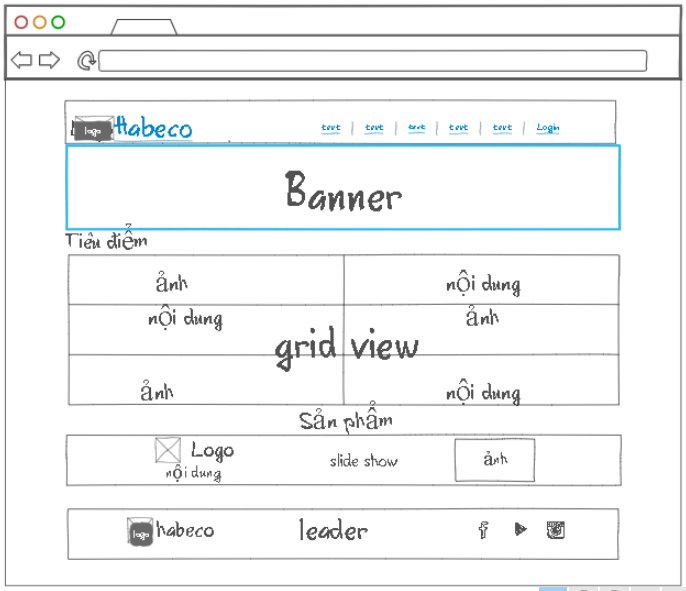 logo Habeco text | text | text | text | text | Login
Banner
Tiêu điểm
ảnh nội dung
nội dung ảnh
grid view
ảnh nội dung
Sản phẩm
Logo
nội dung slide show ảnh
logo habeco leader f